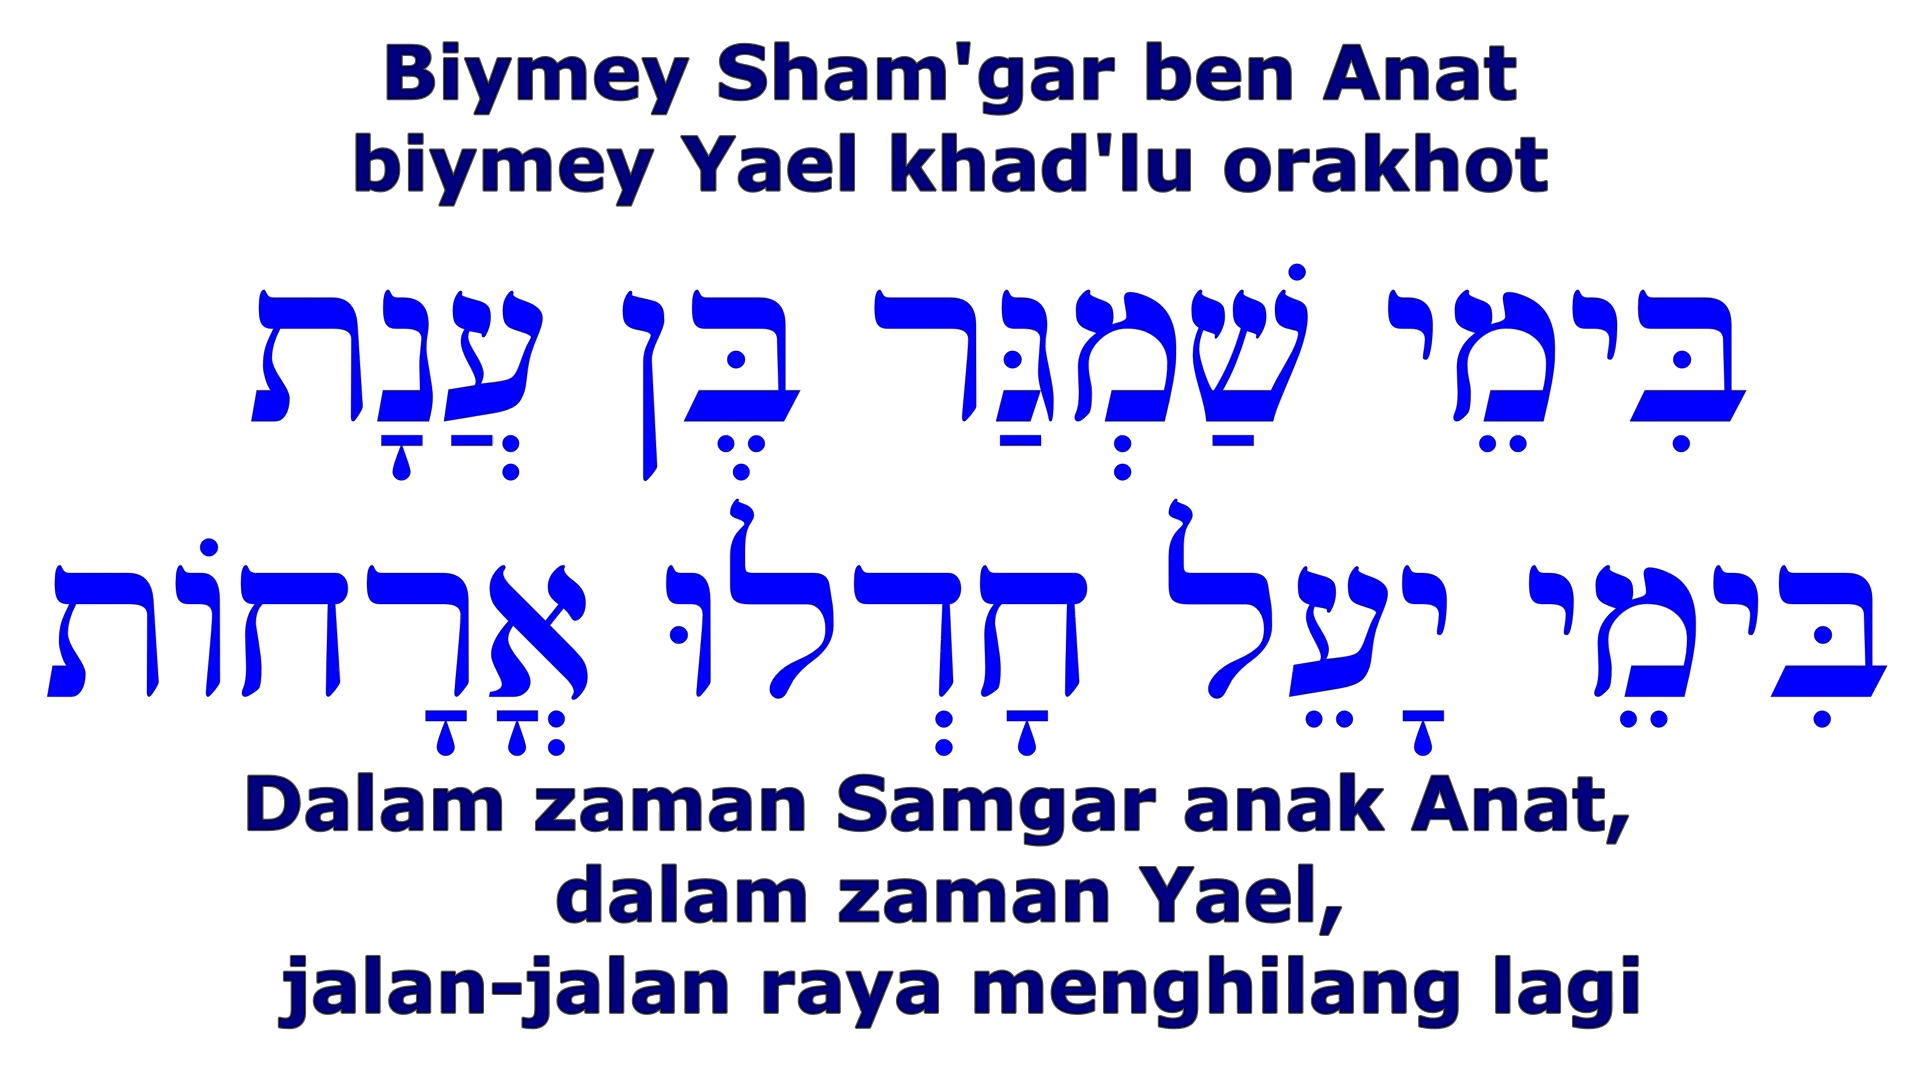 Biymey Sham'gar ben Anat
biymey Yael khad'lu orakhot
בִּימֵי שַׁמְגַּר בֶּן עֲנָת
בִּימֵי יָעֵל חָדְלוּ אֳרָחוֹת
Dalam zaman Samgar anak Anat,
dalam zaman Yael,
jalan-jalan raya menghilang lagi